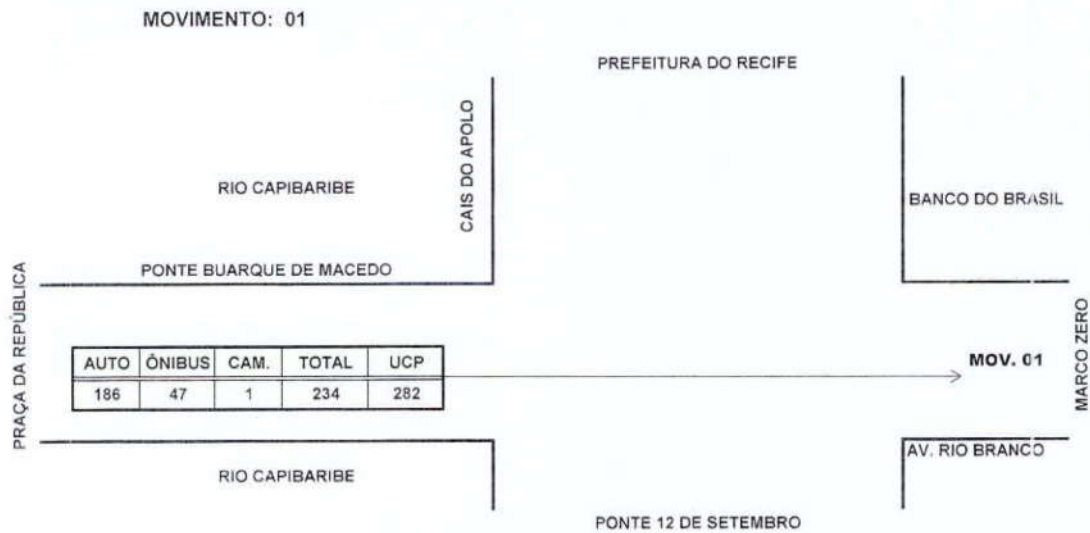 MOVIMENTO: 01
PREFEITURA DO RECIFE
CAIS DO APOLO
RIO CAPIBARIBE
BANCO DO BRASIL
PONTE BUARQUE DE MACEDO
PRAÇA DA REPÚBLICA
AUTO ÔNIBUS CAM. TOTAL UCP
186 47 1 234 282
MOV. 01
MARCO ZERO
AV. RIO BRANCO
RIO CAPIBARIBE
PONTE 12 DE SETEMBRO